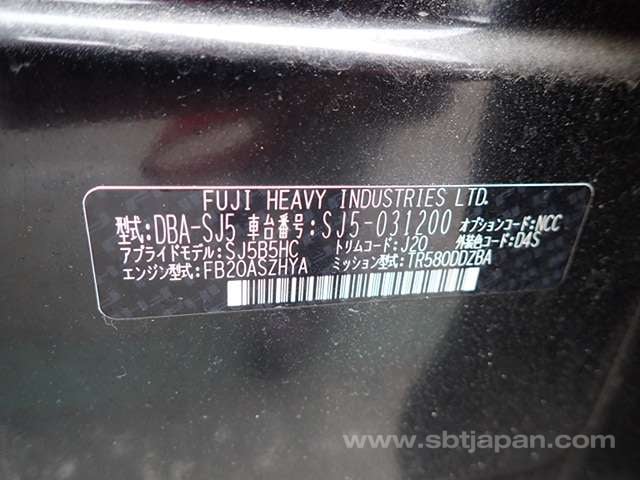 FUJI HEAVY INDUSTRIES LTD.
型式:DBA-SJ5 車台番号:SJ5-031200 オプションコード:NCC
アプライドモデル:SJ5B5HC トリムコード:J20 外装色コード:D4S
エンジン型式:FB20ASZHYA ミッション型式:TR580DDZBA
www.sbtjapan.com